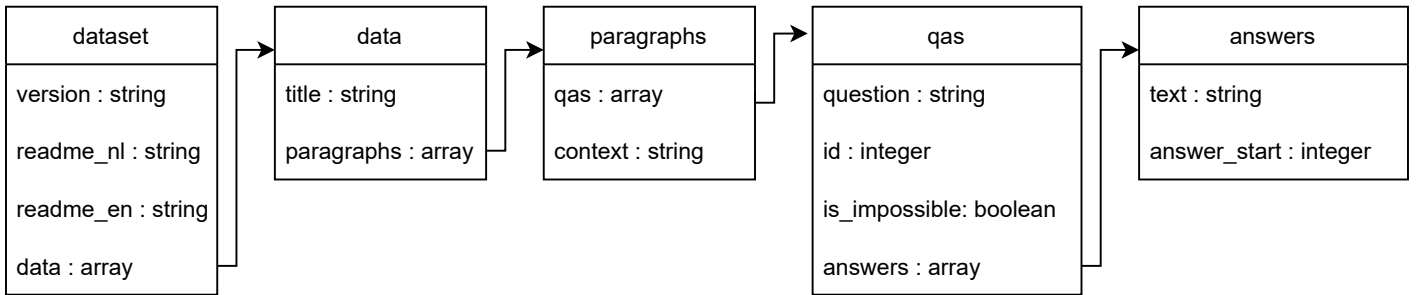 dataset
version : string
readme_nl : string
readme_en : string
data : array
data
title : string
paragraphs : array
paragraphs
qas : array
context : string
qas
question : string
id : integer
is_impossible: boolean
answers : array
answers
text : string
answer_start : integer